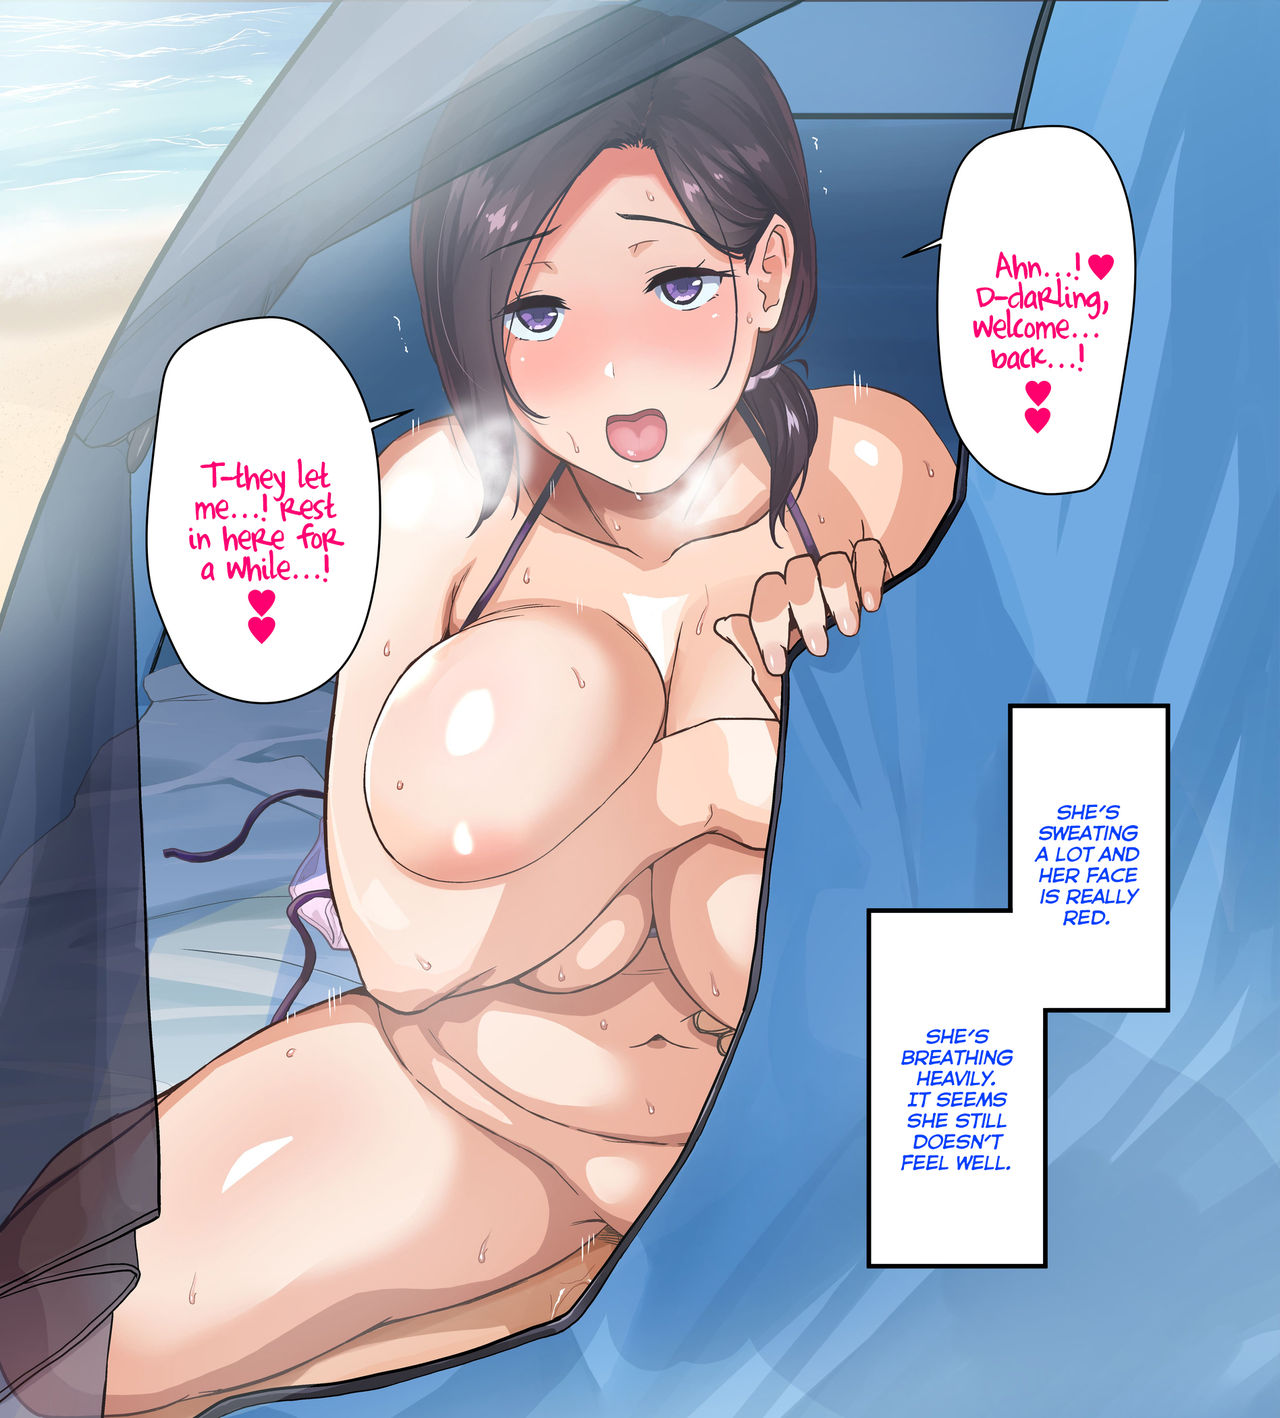 Ahn...! ♥
D-darling,
welcome...
back...!
♥
♥
T-they let
me...! Rest
in here for
a while...!
♥
♥
SHE'S
SWEATING
A LOT AND
HER FACE
IS REALLY
RED.
SHE'S
BREATHING
HEAVILY.
IT SEEMS
SHE STILL
DOESN'T
FEEL WELL.